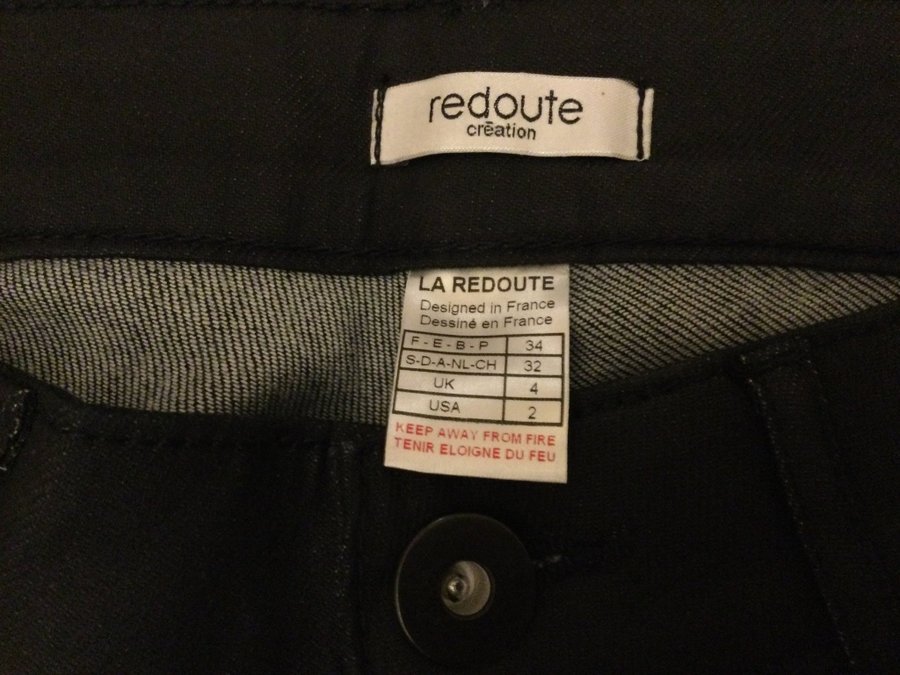 redoute
crēation
LA REDOUTE
Designed in France
Dessiné en France
F - E - B - P 34
S-D-A-NL-CH 32
UK 4
USA 2
KEEP AWAY FROM FIRE
TENIR ELOIGNE DU FEU